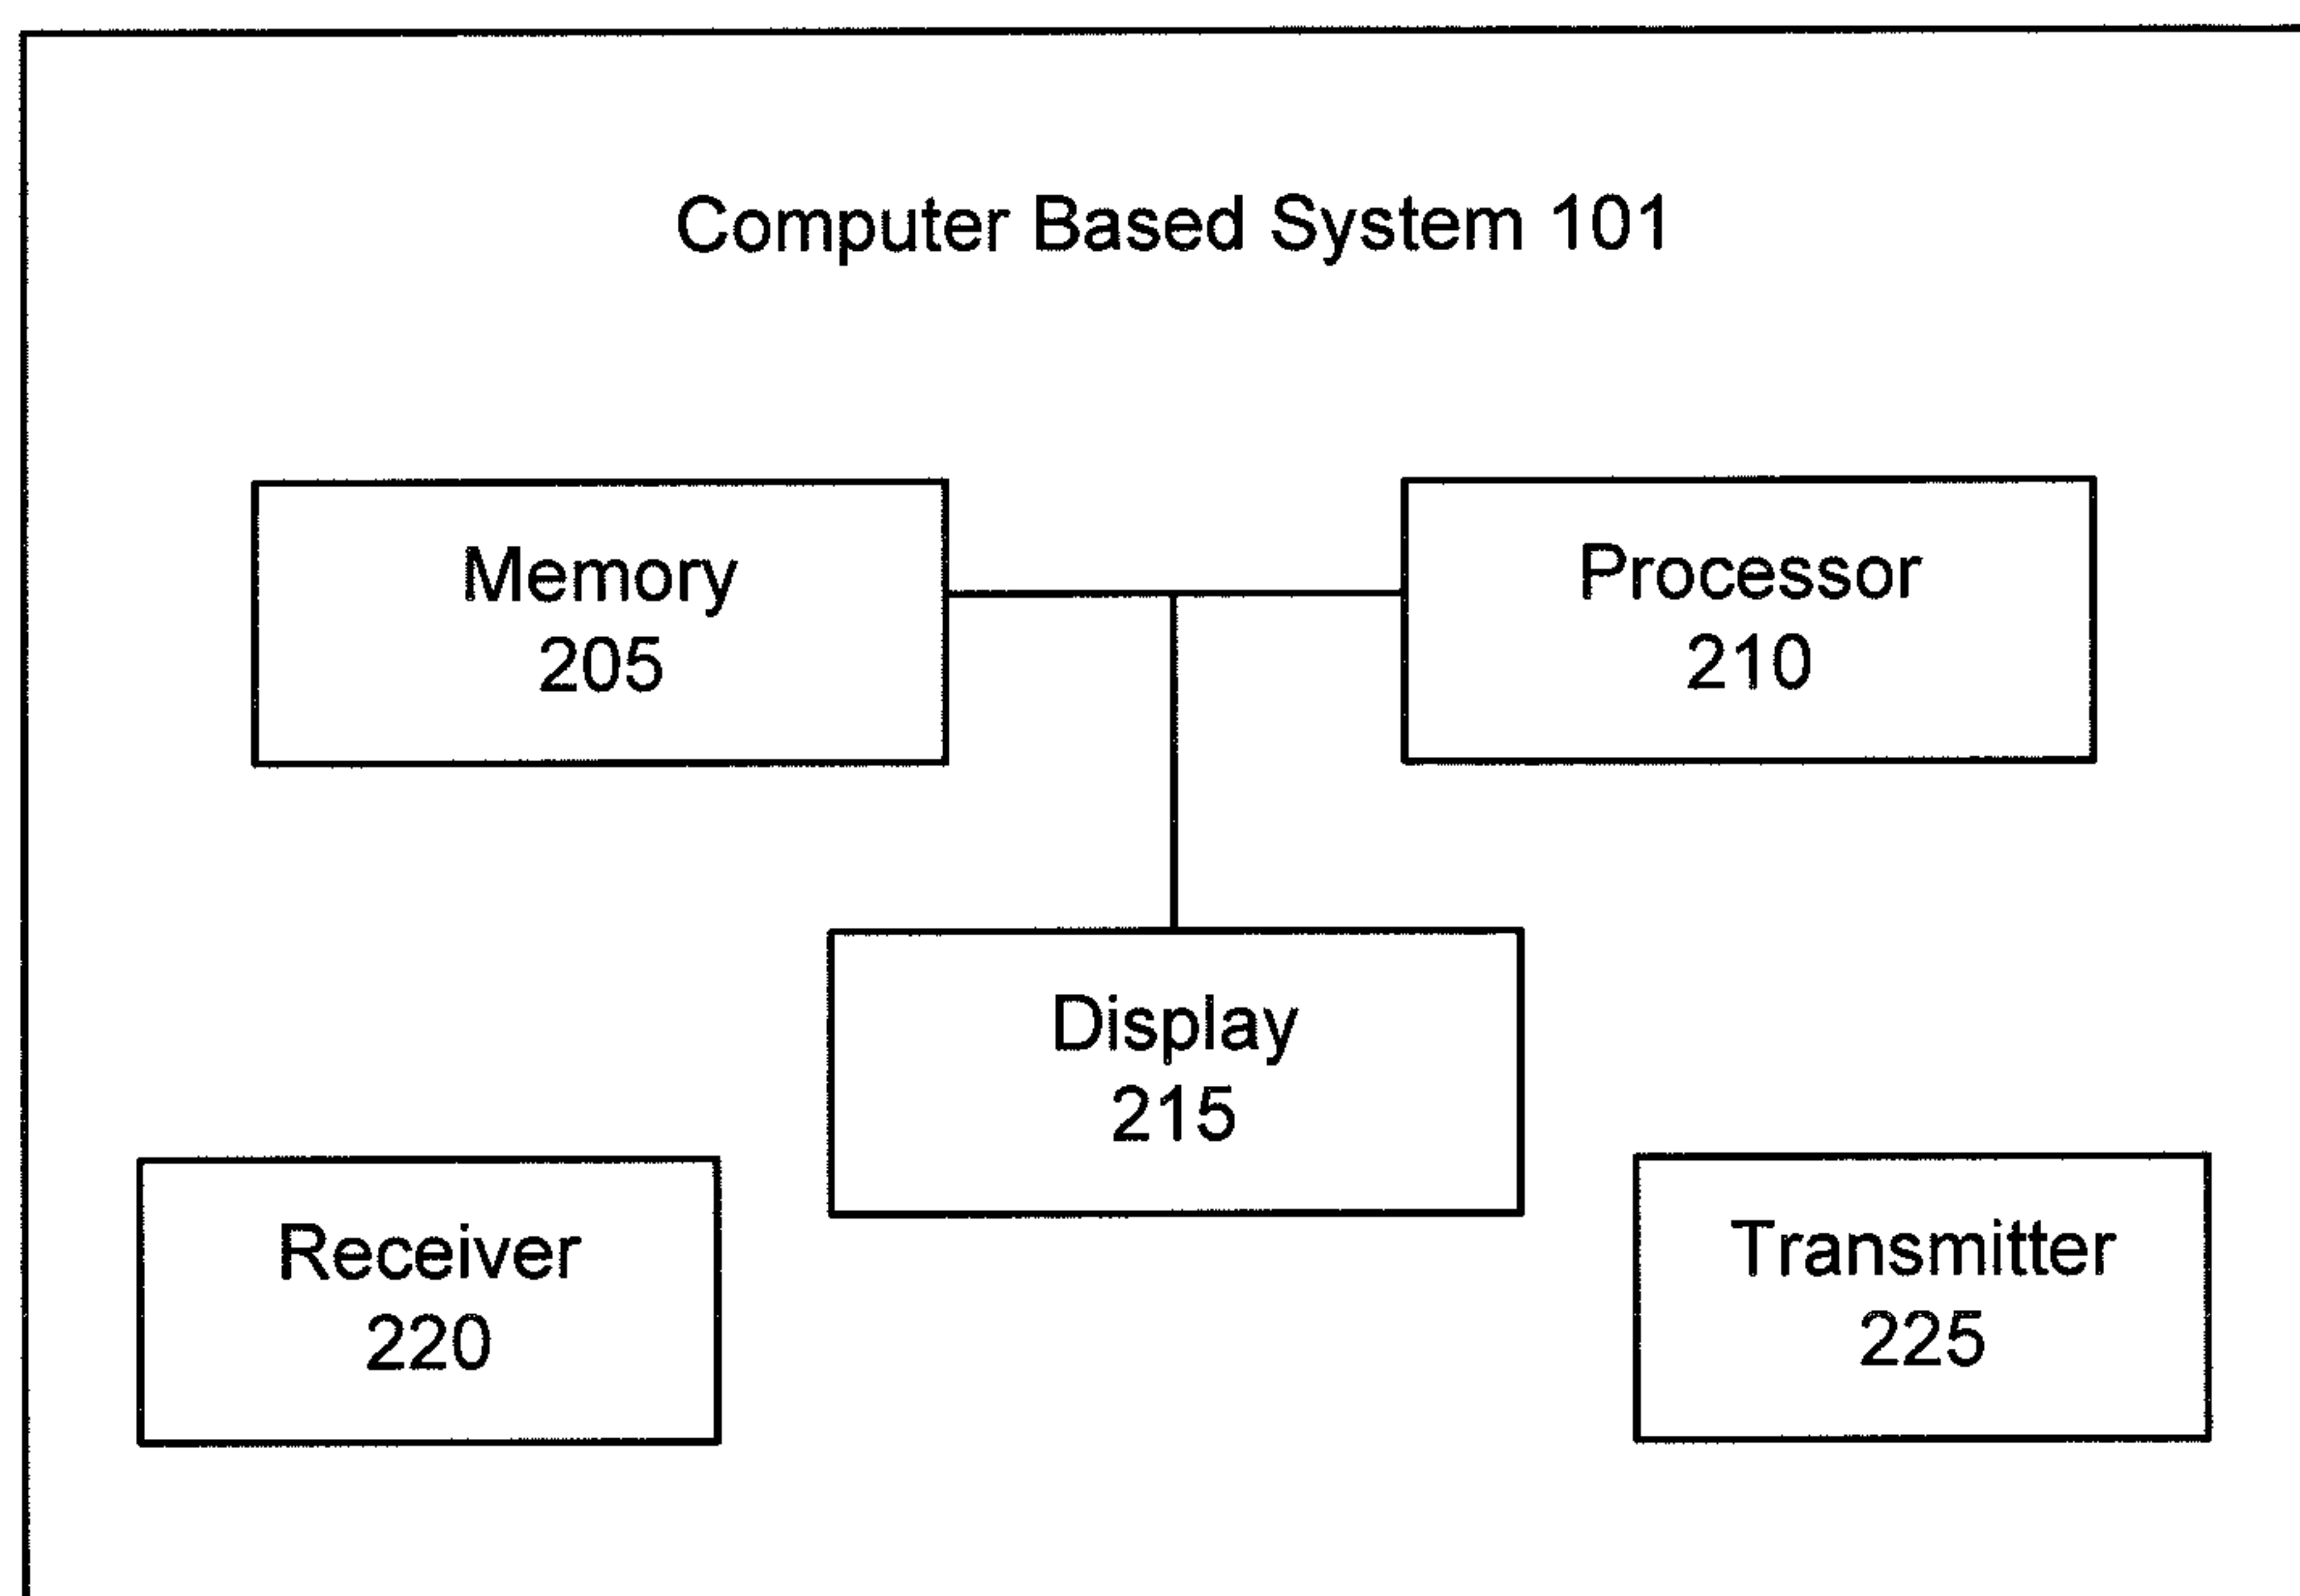 Computer Based System 101
Memory
205
Processor
210
Display
215
Receiver
220
Transmitter
225